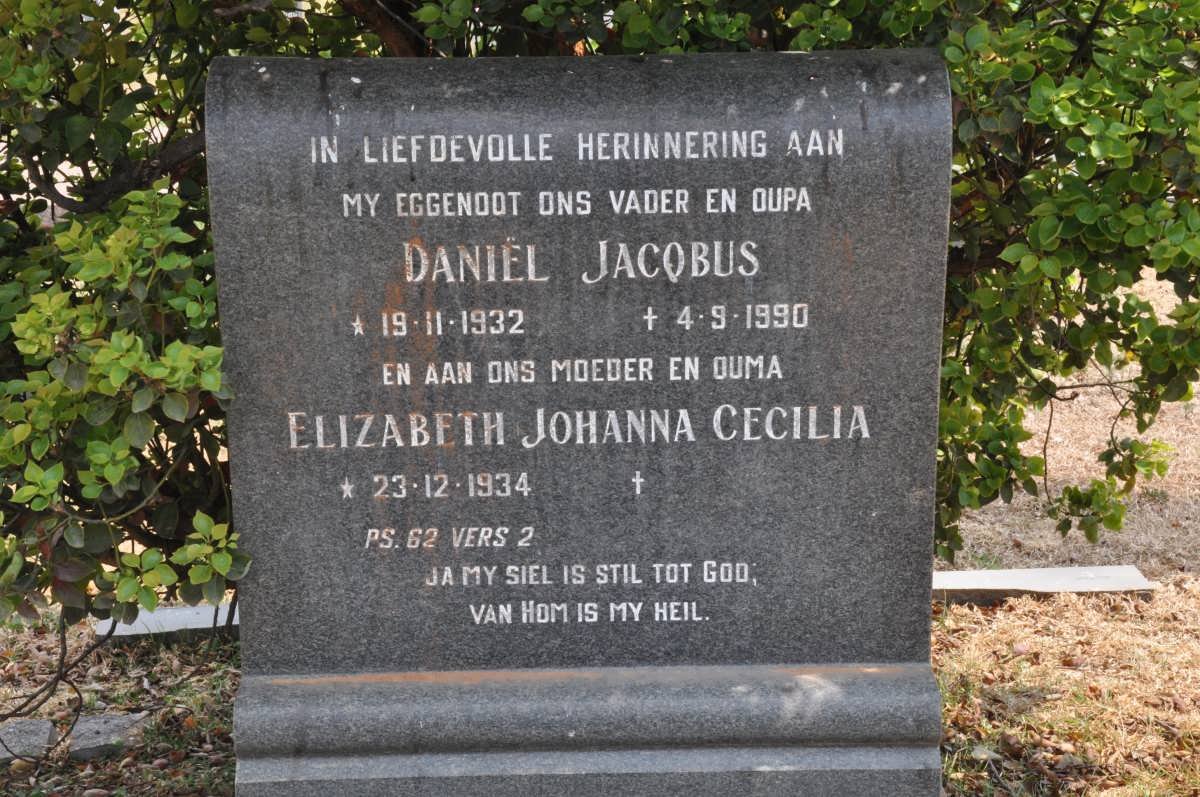 IN LIEFDEVOLLE HERINNERING AAN
MY EGGENOOT ONS VADER EN OUPA
DANIËL JACOBUS
★ 19·11·1932 ✝ 4·9·1990
EN AAN ONS MOEDER EN OUMA
ELIZABETH JOHANNA CECILIA
★ 23·12·1934 ✝
PS. 62 VERS 2
JA MY SIEL IS STIL TOT GOD;
VAN HOM IS MY HEIL.